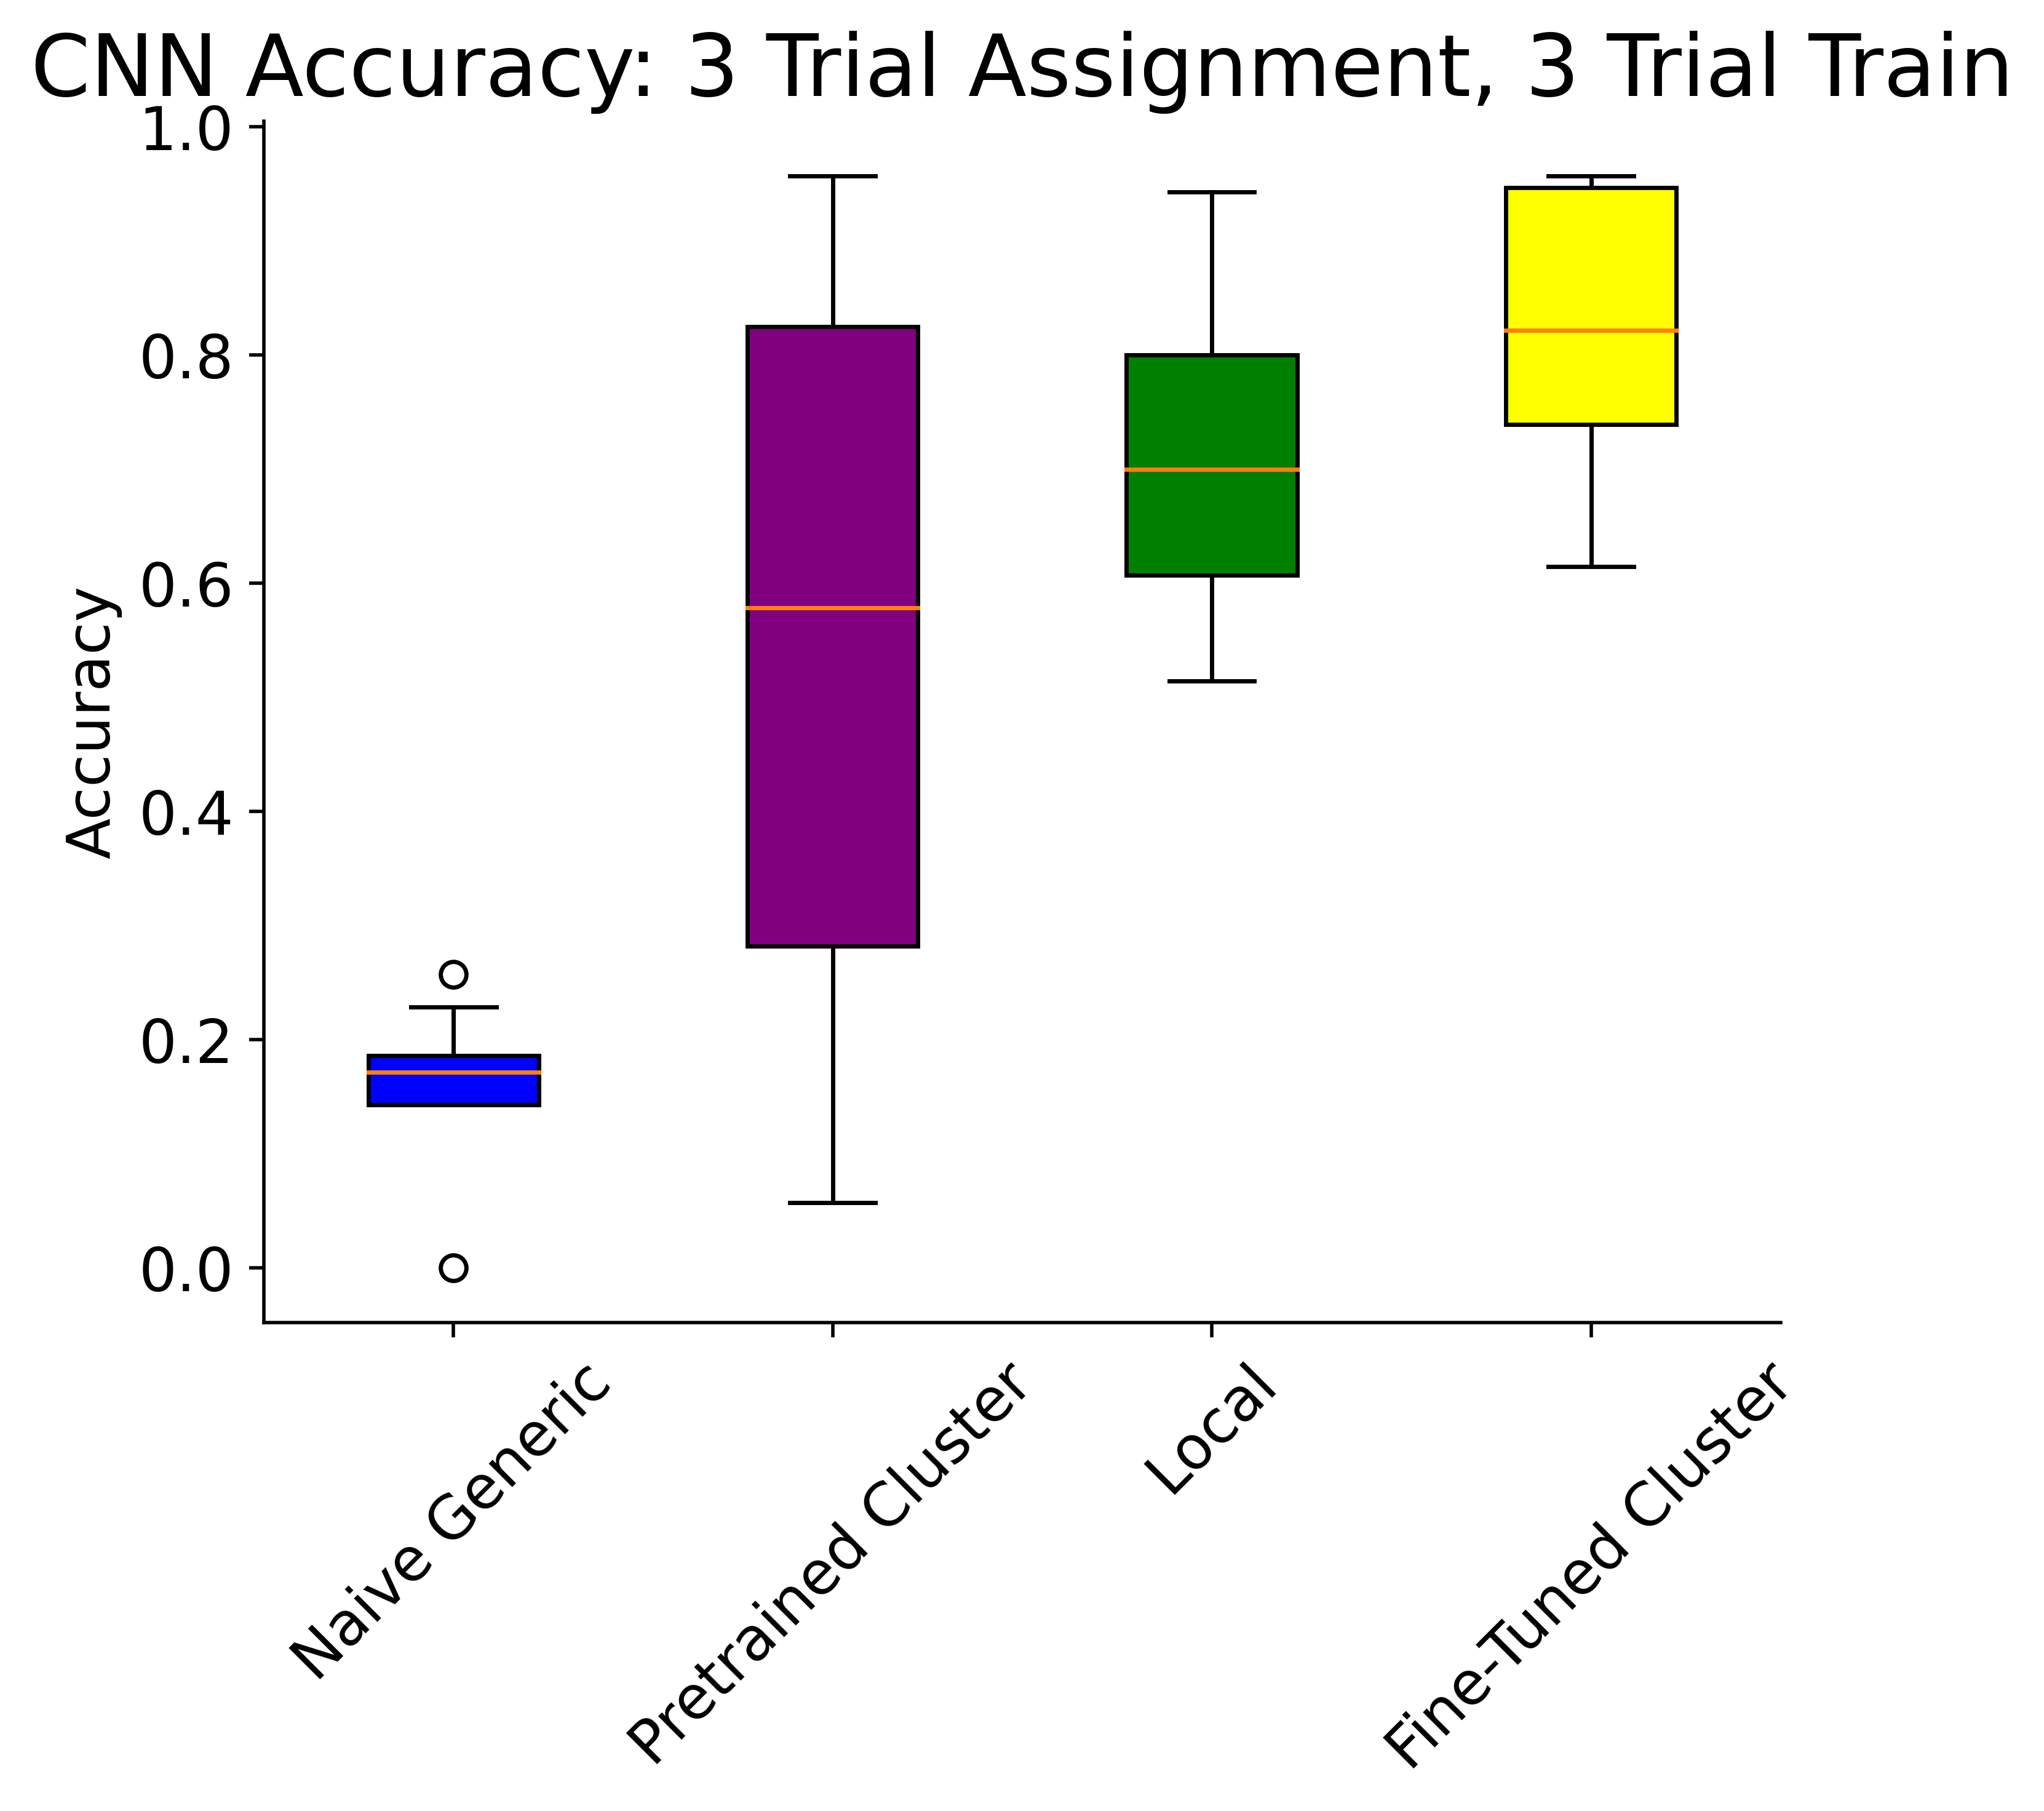 CNN Accuracy: 3 Trial Assignment, 3 Trial Train
1.0
0.8
0.6
0.4
0.2
0.0
Accuracy
Naive Generic
Pretrained Cluster
Local
Fine-Tuned Cluster